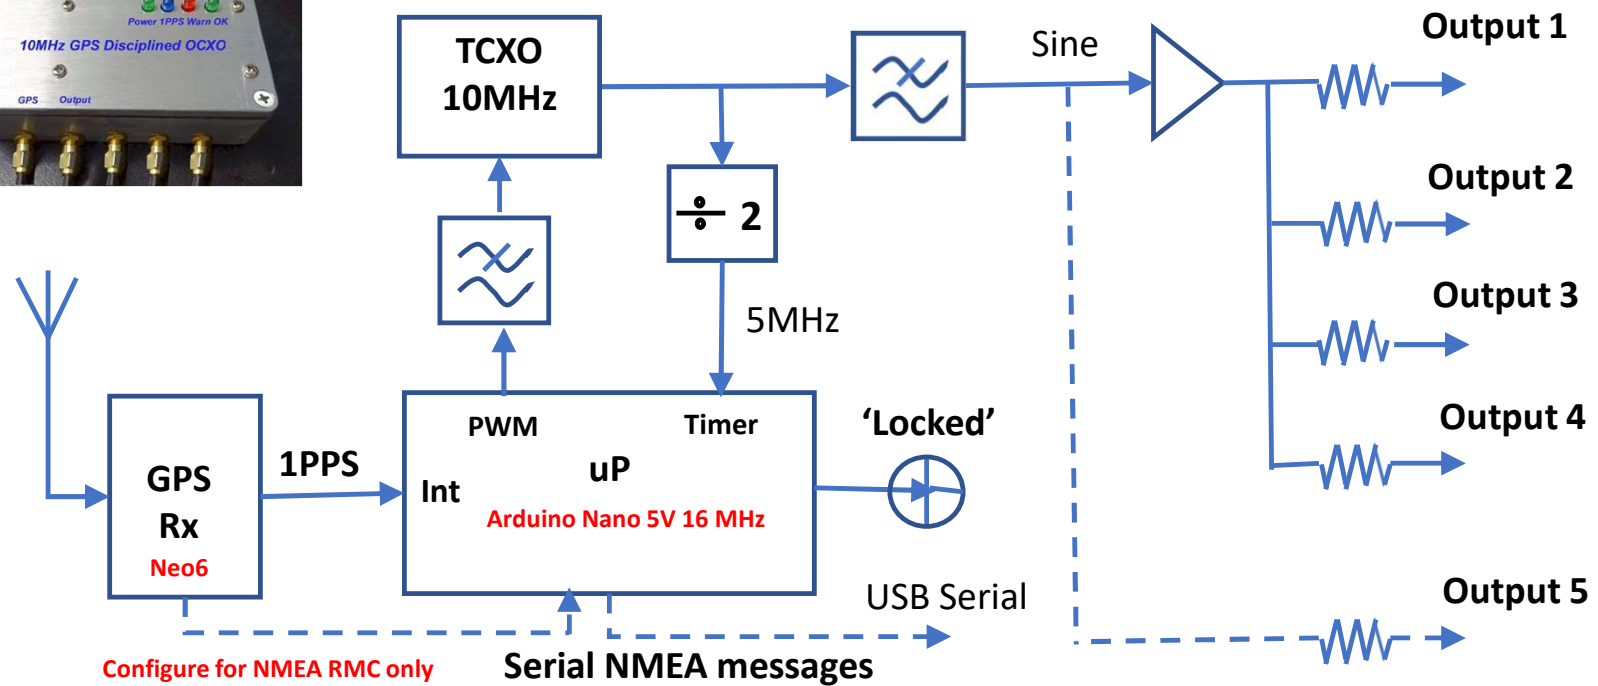 Power 1PPS Warn OK
10MHz GPS Disciplined OCXO
GPS Output
TCXO
10MHz
Sine
Output 1
÷ 2
Output 2
5MHz
Output 3
PWM
Timer
‘Locked’
Output 4
GPS
Rx
Neo6
1PPS
Int
uP
Arduino Nano 5V 16 MHz
USB Serial
Output 5
Configure for NMEA RMC only
Serial NMEA messages